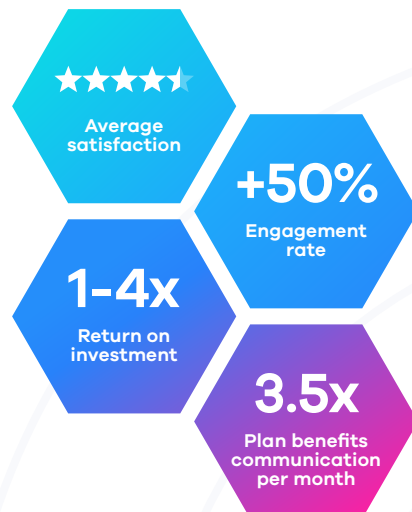 Average
satisfaction
+50%
Engagement
rate
1-4x
Return on
investment
3.5x
Plan benefits
communication
per month